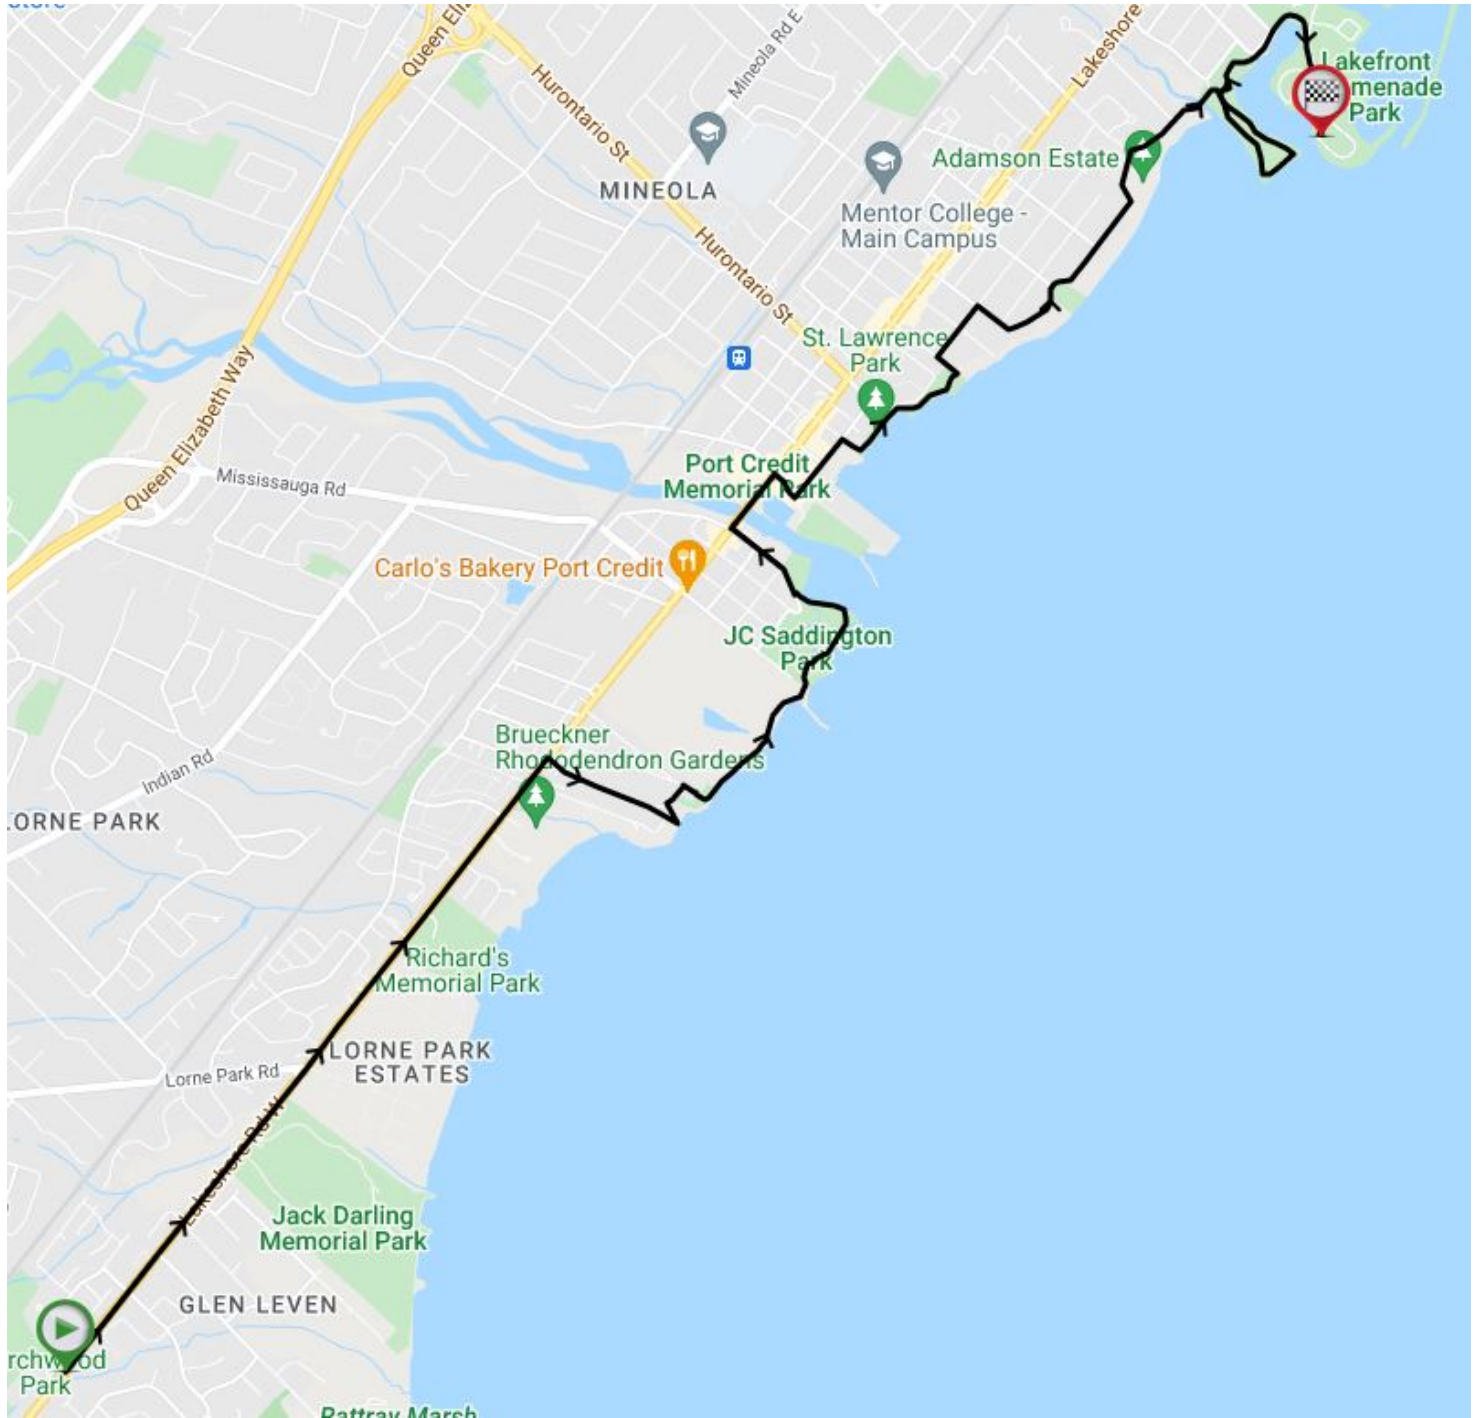 Store
Queen Eli
Mineola Rd E
Lakeshore
Hurontario St
Lakefront
menade
Park
Adamson Estate
MINEOLA
Mentor College -
Main Campus
Hurontario St
St. Lawrence
Park
Queen Elizabeth Way
Port Credit
Memorial Park
Mississauga Rd
Carlo's Bakery Port Credit
JC Saddington
Park
Brueckner
Rhododendron Gardens
Indian Rd
LORNE PARK
Richard's
Memorial Park
LORNE PARK
ESTATES
Lorne Park Rd
Lakeshore Rd W
Jack Darling
Memorial Park
GLEN LEVEN
rchwood
Park
Rattray Marsh